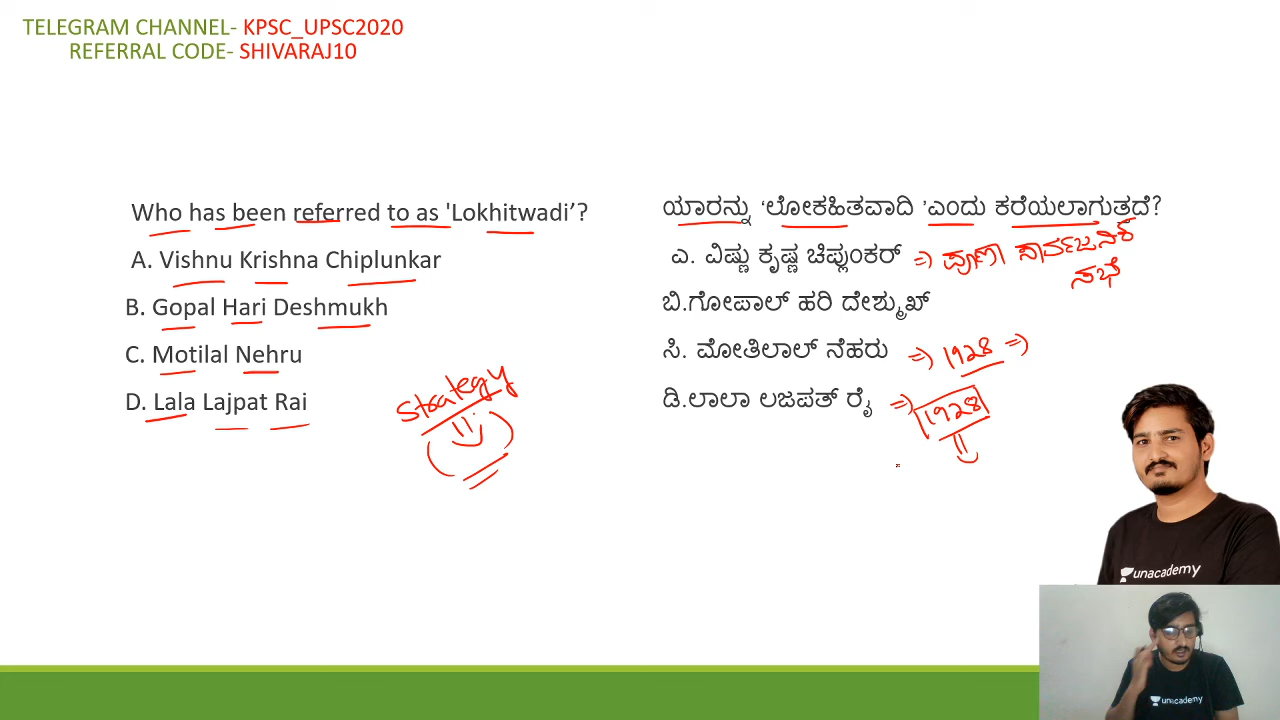 TELEGRAM CHANNEL- KPSC_UPSC2020
REFERRAL CODE- SHIVARAJ10
Who has been referred to as 'Lokhitwadi’?
A. Vishnu Krishna Chiplunkar
B. Gopal Hari Deshmukh
C. Motilal Nehru
D. Lala Lajpat Rai
Strategy
ಯಾರನ್ನು ‘ಲೋಕಹಿತವಾದಿ ’ಎಂದು ಕರೆಯಲಾಗುತ್ತದೆ?
ಎ. ವಿಷ್ಣು ಕೃಷ್ಣ ಚಿಪ್ಲುಂಕರ್ => ಪೂಣಾ ಸಾರ್ವಜನಿಕ
ಸಭೆ
ಬಿ.ಗೋಪಾಲ್ ಹರಿ ದೇಶ್ಮುಖ್
ಸಿ. ಮೋತಿಲಾಲ್ ನೆಹರು => 1928 =>
ಡಿ.ಲಾಲಾ ಲಜಪತ್ ರೈ => 1928
unacademy
unacademy